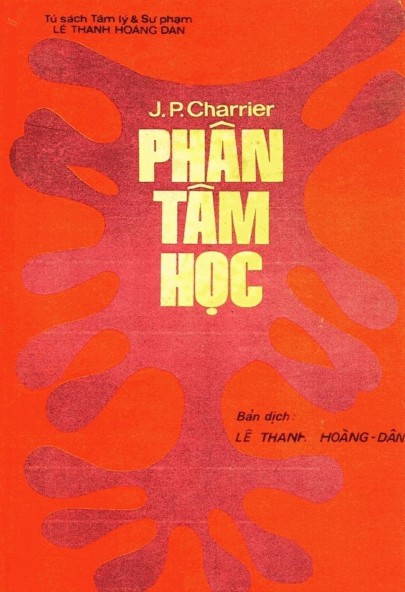 Tủ sách Tâm lý & Sư phạm
LÊ THANH HOÀNG DÂN
J. P. Charrier
PHÂN
TÂM
HỌC
Bản dịch:
LÊ THANH HOÀNG-DÂN